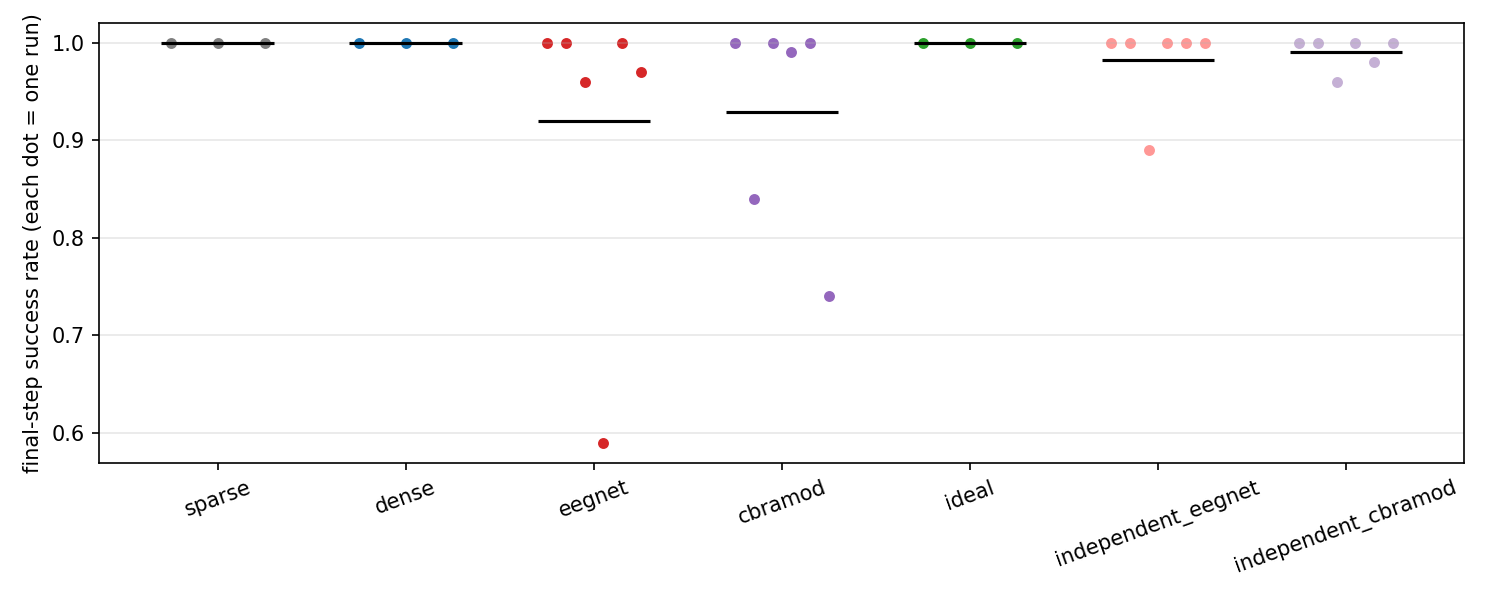 final-step success rate (each dot = one run)
1.0
0.9
0.8
0.7
0.6
sparse
dense
eegnet
cbramod
ideal
independent_eegnet
independent_cbramod